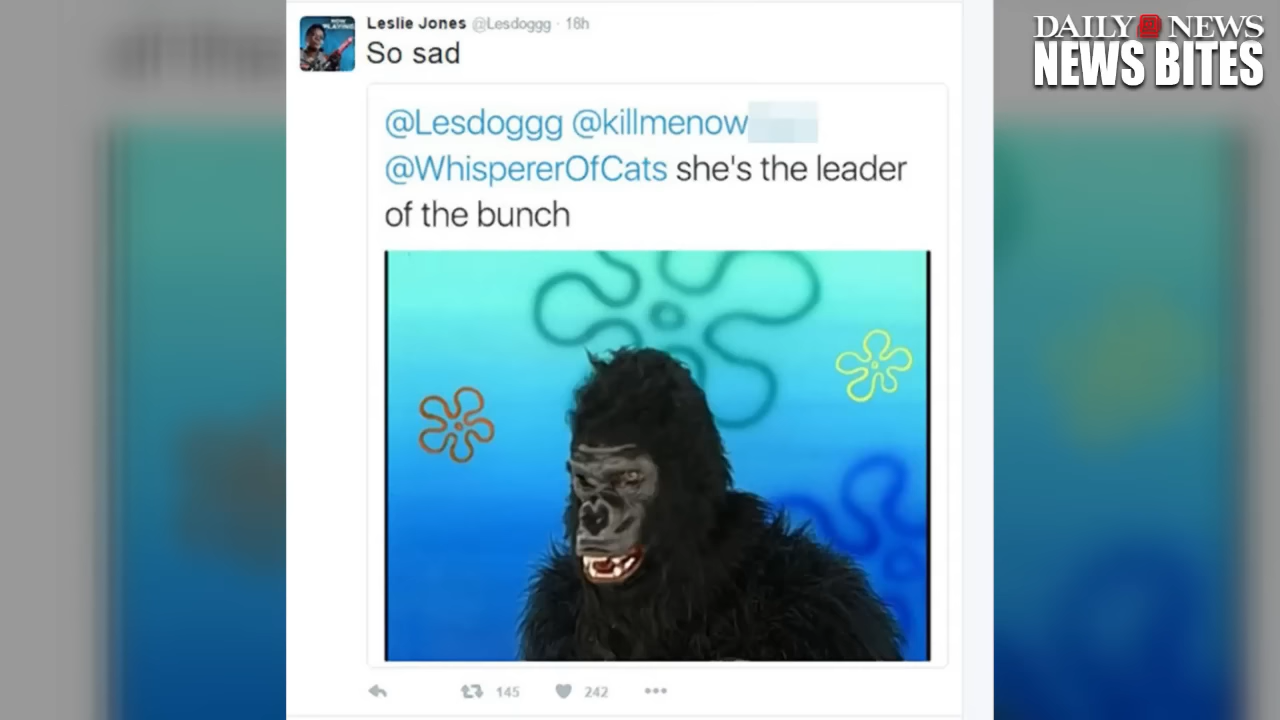 Leslie Jones @Lesdoggg · 18h
So sad
@Lesdoggg @killmenow
@WhispererOfCats she's the leader
of the bunch
145 242
DAILY NEWS
NEWS BITES